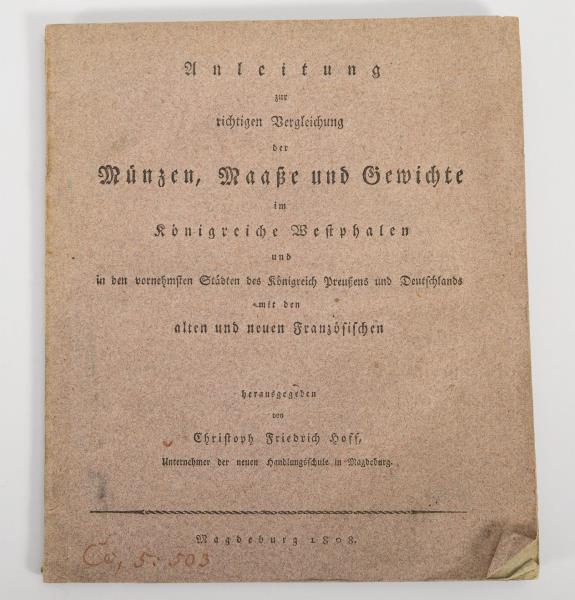 Anleitung
zur
richtigen Vergleichung
der
Münzen, Maaße und Gewichte
im
Königreiche Westphalen
und
in den vornehmsten Städten des Königreich Preußens und Deutschlands
mit den
alten und neuen Französischen
herausgegeben
von
Christoph Friedrich Hoff,
Unternehmer der neuen Handlungsschule in Magdeburg.
Magdeburg 1808.
5. 503